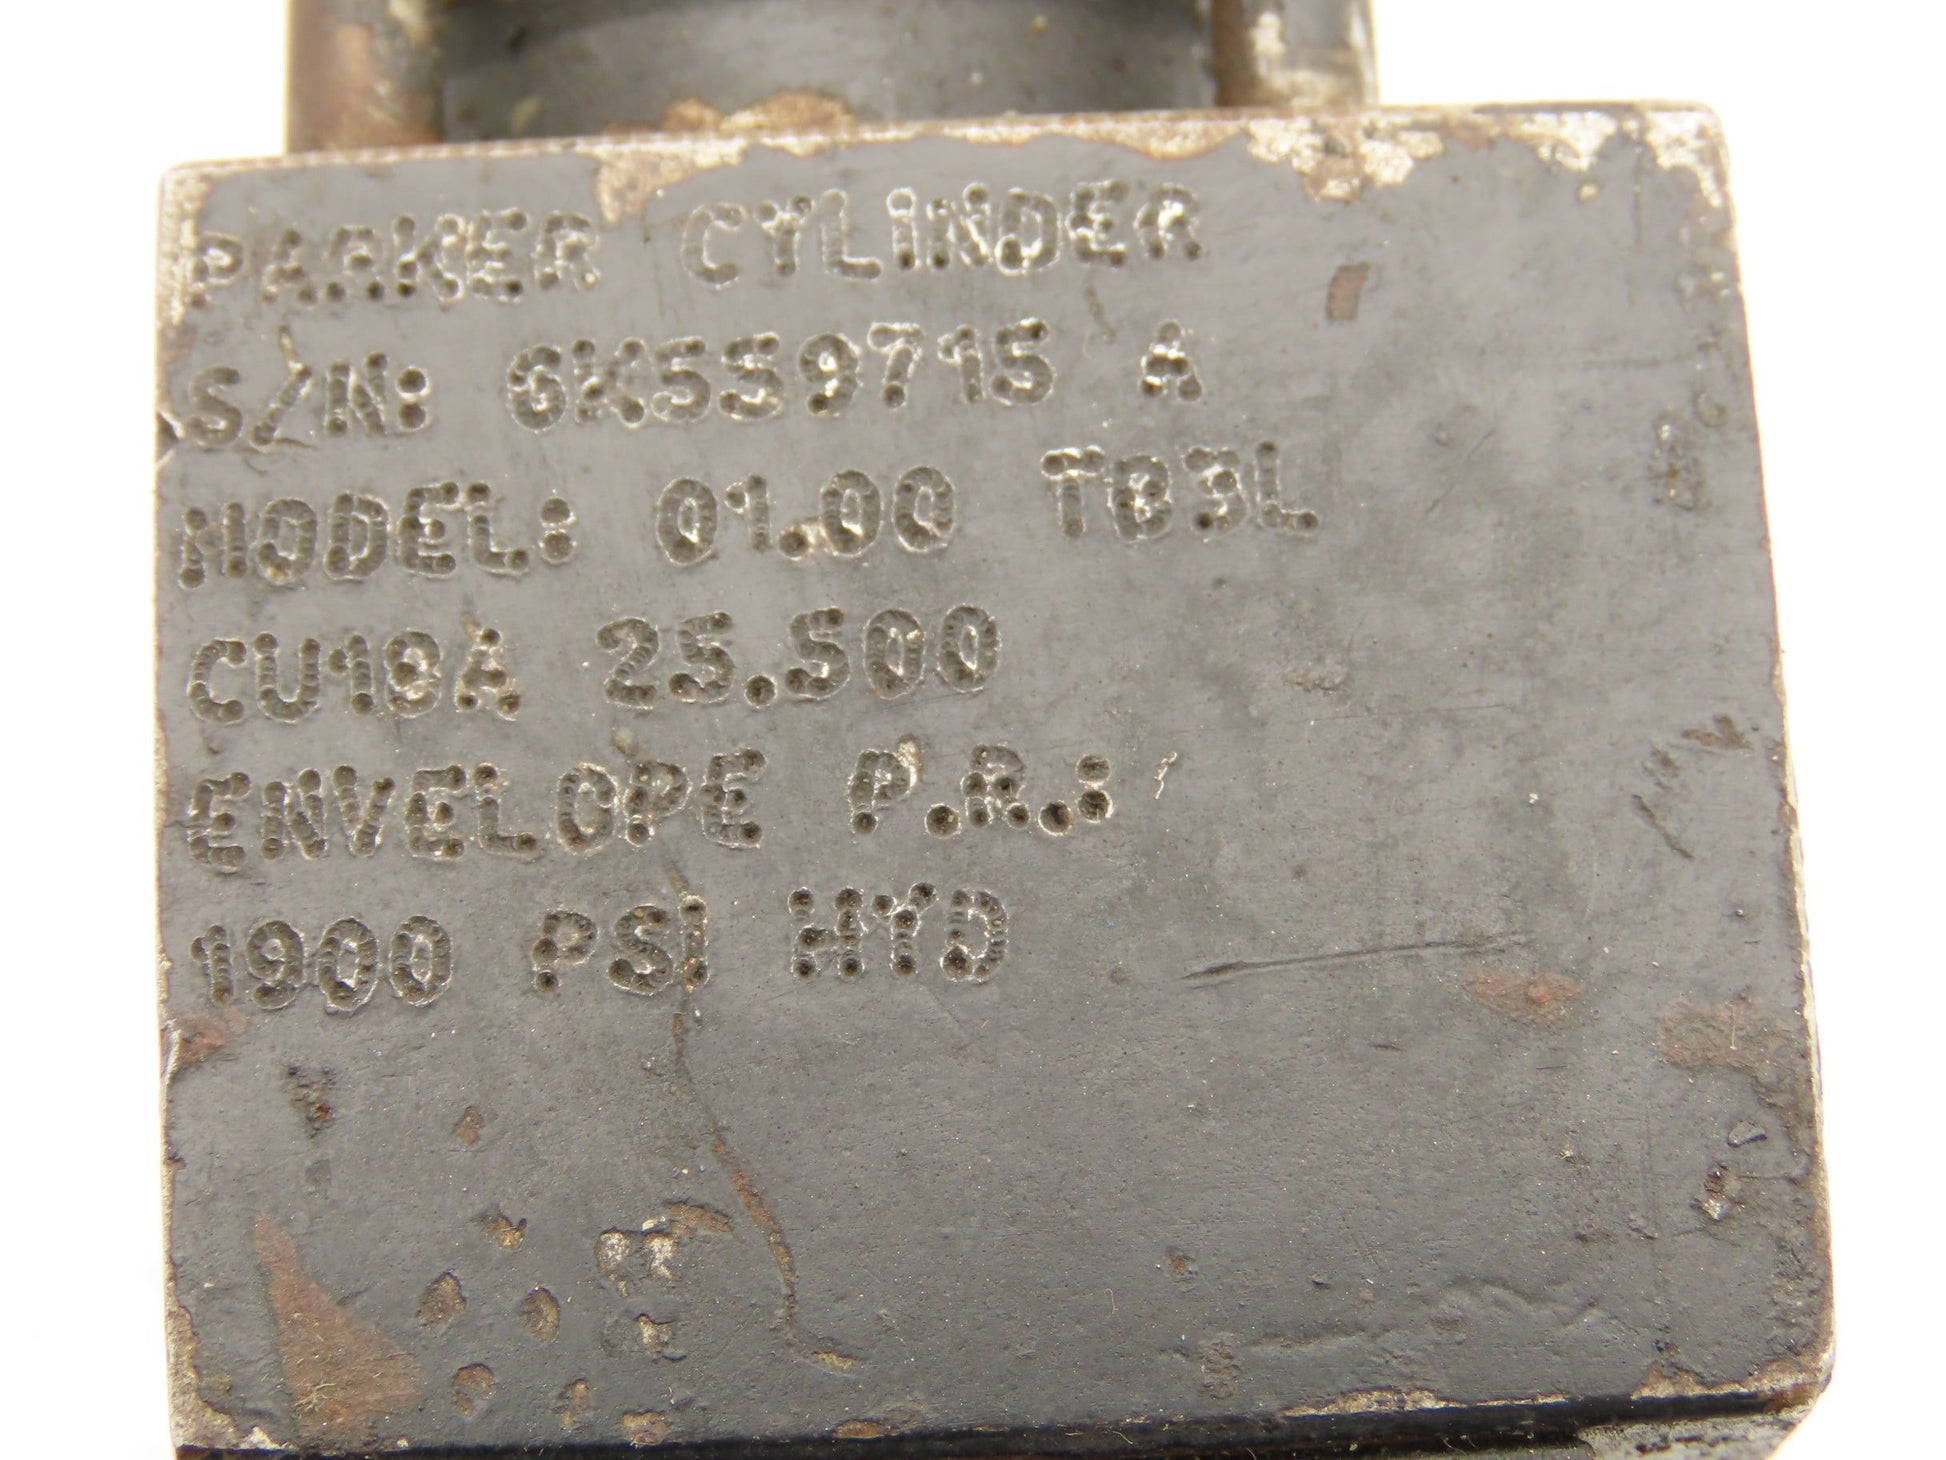 PARKER CYLINDER
S/N: 6K559715 A
MODEL: 01.00 TB3L
CU19A 25.500
ENVELOPE P.R.:
1900 PSI HYD